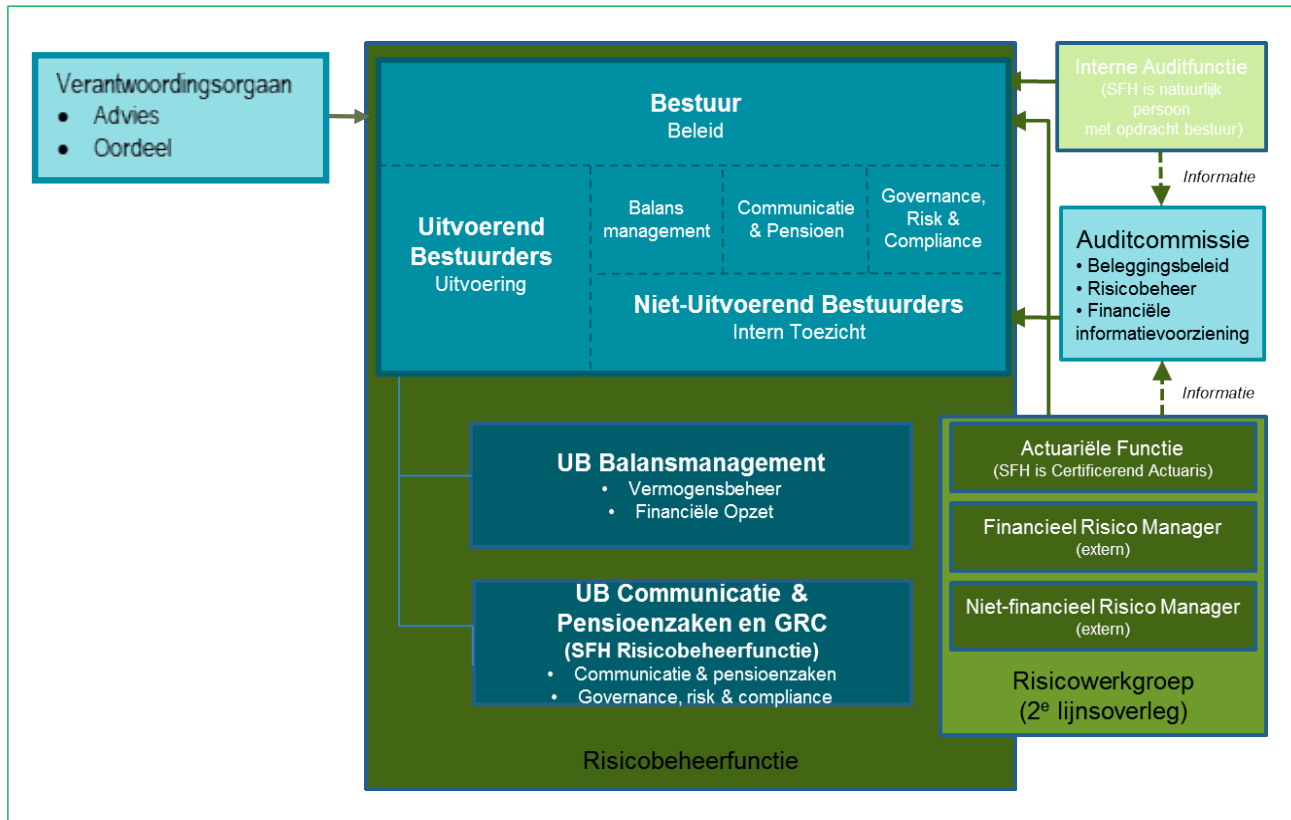 Verantwoordingsorgaan
• Advies
• Oordeel
Bestuur
Beleid
Uitvoerend
Bestuurders
Uitvoering
Balans
management
Communicatie
& Pensioen
Governance,
Risk &
Compliance
Niet-Uitvoerend Bestuurders
Intern Toezicht
UB Balansmanagement
• Vermogensbeheer
• Financiële Opzet
UB Communicatie &
Pensioenzaken en GRC
(SFH Risicobeheerfunctie)
• Communicatie & pensioenzaken
• Governance, risk & compliance
Risicobeheerfunctie
Interne Auditfunctie
(SFH is natuurlijk
persoon
met opdracht bestuur)
Informatie
Auditcommissie
• Beleggingsbeleid
• Risicobeheer
• Financiële
informatievoorziening
Informatie
Actuariële Functie
(SFH is Certificerend Actuaris)
Financieel Risico Manager
(extern)
Niet-financieel Risico Manager
(extern)
Risicowerkgroep
(2e lijnsoverleg)